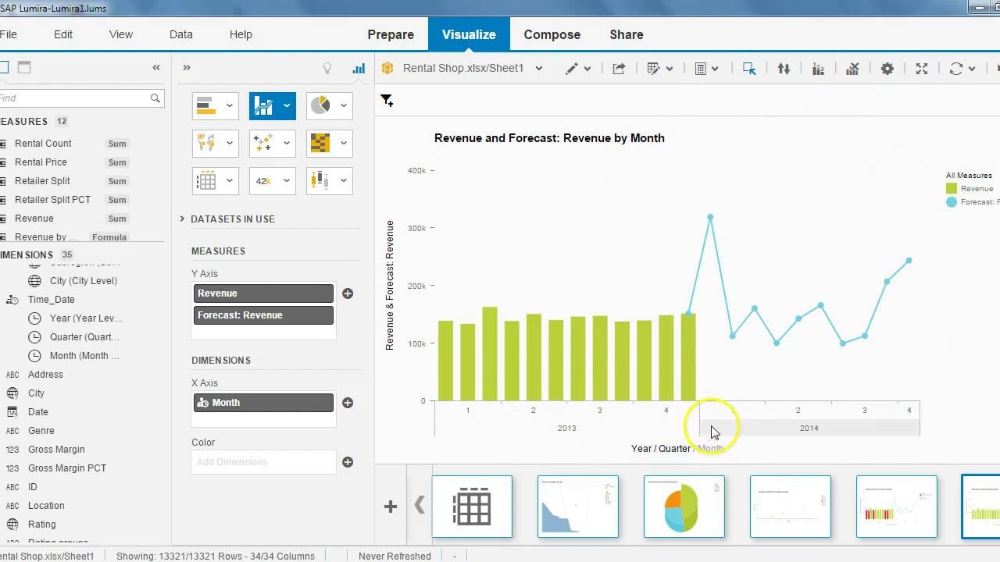 SAP Lumira-Lumira1.lums
File Edit View Data Help
Prepare Visualize Compose Share
Rental Shop.xlsx/Sheet1
Find
MEASURES 12
Rental Count Sum
Rental Price Sum
Retailer Split Sum
Retailer Split PCT Sum
Revenue Sum
Revenue by ... Formula
DIMENSIONS 35
City (City Level)
Time_Date
Year (Year Lev...
Quarter (Quart...
Month (Month ...
ABC Address
City
Date
ABC Genre
123 Gross Margin
123 Gross Margin PCT
ABC ID
ABC Location
ABC Rating
Rating groups
42k
DATASETS IN USE
MEASURES
Y Axis
Revenue
Forecast: Revenue
DIMENSIONS
X Axis
Month
Color
Add Dimensions
Revenue and Forecast: Revenue by Month
Revenue & Forecast: Revenue
400k
300k
200k
100k
0
1 2 3 4 2 3 4
2013 2014
Year / Quarter / Month
All Measures
Revenue
Forecast: F
ental Shop.xlsx/Sheet1 Showing: 13321/13321 Rows - 34/34 Columns Never Refreshed -